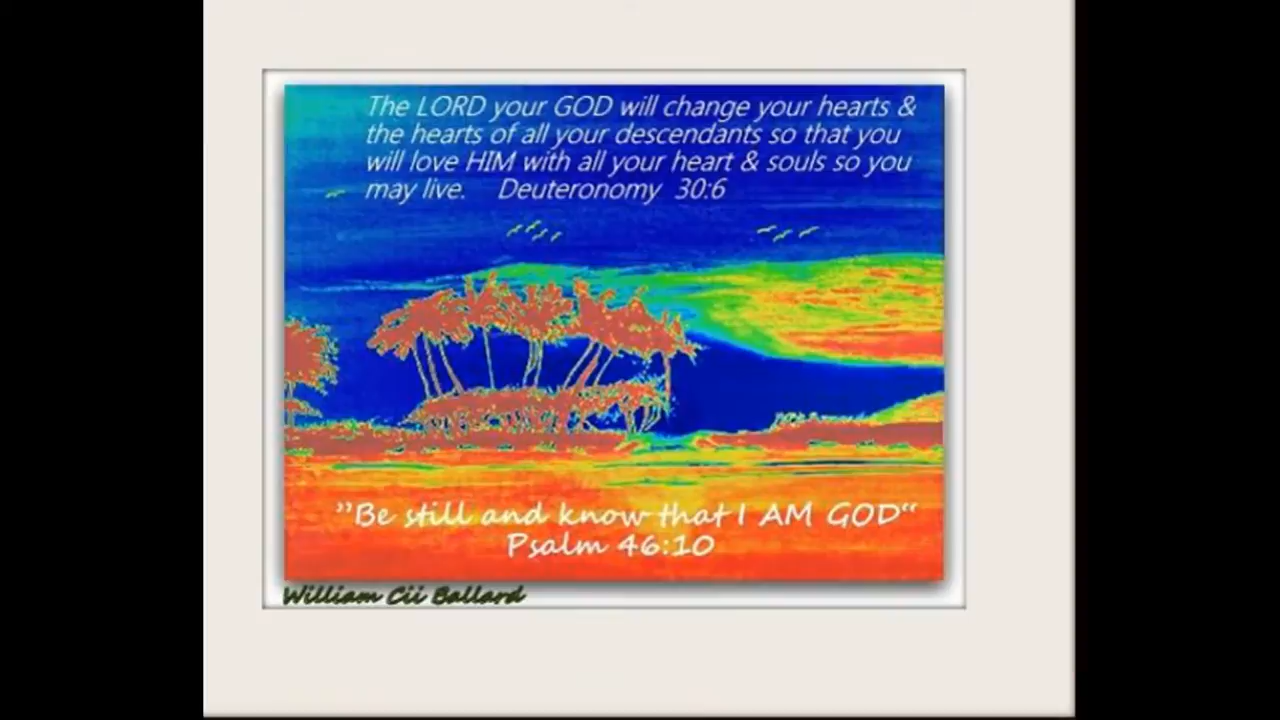 The LORD your GOD will change your hearts &
the hearts of all your descendants so that you
will love HIM with all your heart & souls so you
may live. Deuteronomy 30:6
”Be still and know that I AM GOD“
Psalm 46:10
William Cii Ballard